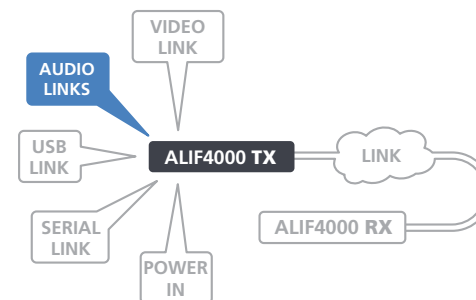 VIDEO
LINK
AUDIO
LINKS
USB
LINK
ALIF4000 TX
LINK
SERIAL
LINK
ALIF4000 RX
POWER
IN